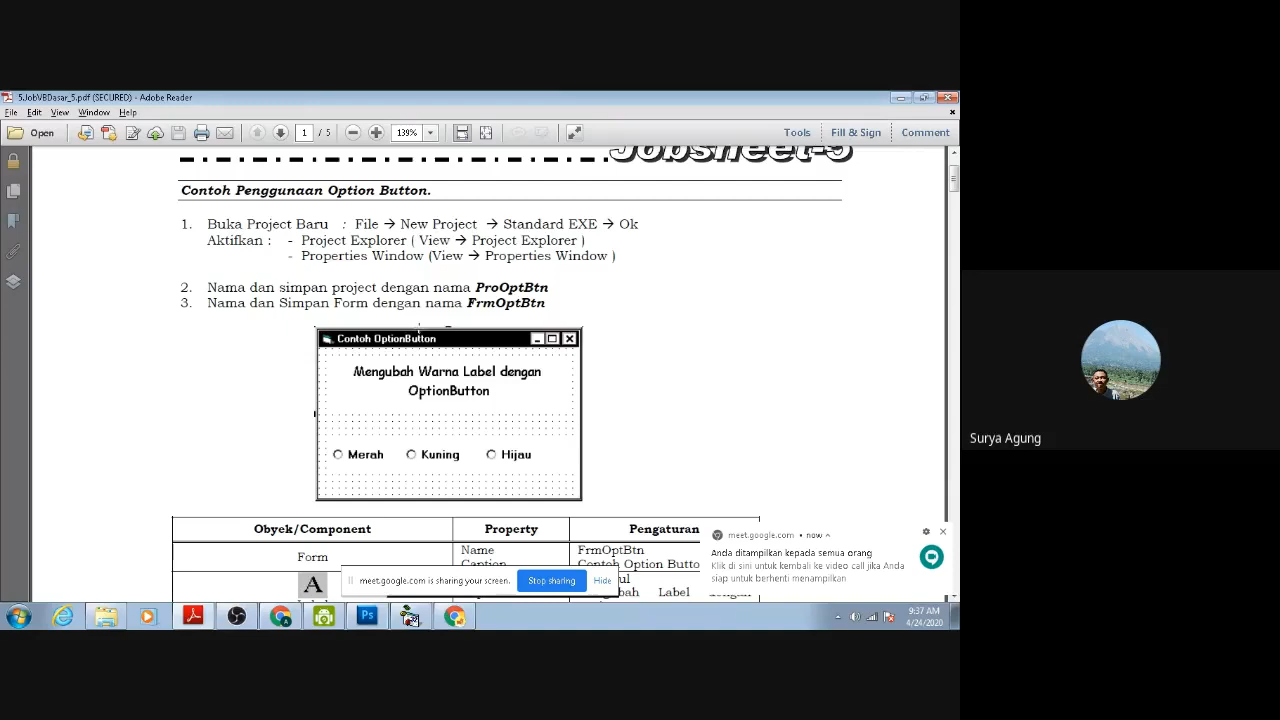 5JobVBDasar_5.pdf (SECURED) - Adobe Reader
File Edit View Window Help
Open 1 / 5 139% Tools Fill & Sign Comment
Jobsheet-5
Contoh Penggunaan Option Button.
1. Buka Project Baru : File → New Project → Standard EXE → Ok
Aktifkan : - Project Explorer ( View → Project Explorer )
- Properties Window (View → Properties Window )
2. Nama dan simpan project dengan nama ProOptBtn
3. Nama dan Simpan Form dengan nama FrmOptBtn
Contoh OptionButton
Mengubah Warna Label dengan
OptionButton
Merah Kuning Hijau
Obyek/Component Property Pengaturan
Form Name FrmOptBtn
Caption Contoh Optio
A
meet.google.com • now
Anda ditampilkan kepada semua orang
Klik di sini untuk kembali ke video call jika Anda
siap untuk berhenti menampilkan
meet.google.com is sharing your screen. Stop sharing Hide
Label dengan
9:37 AM
4/24/2020
Surya Agung